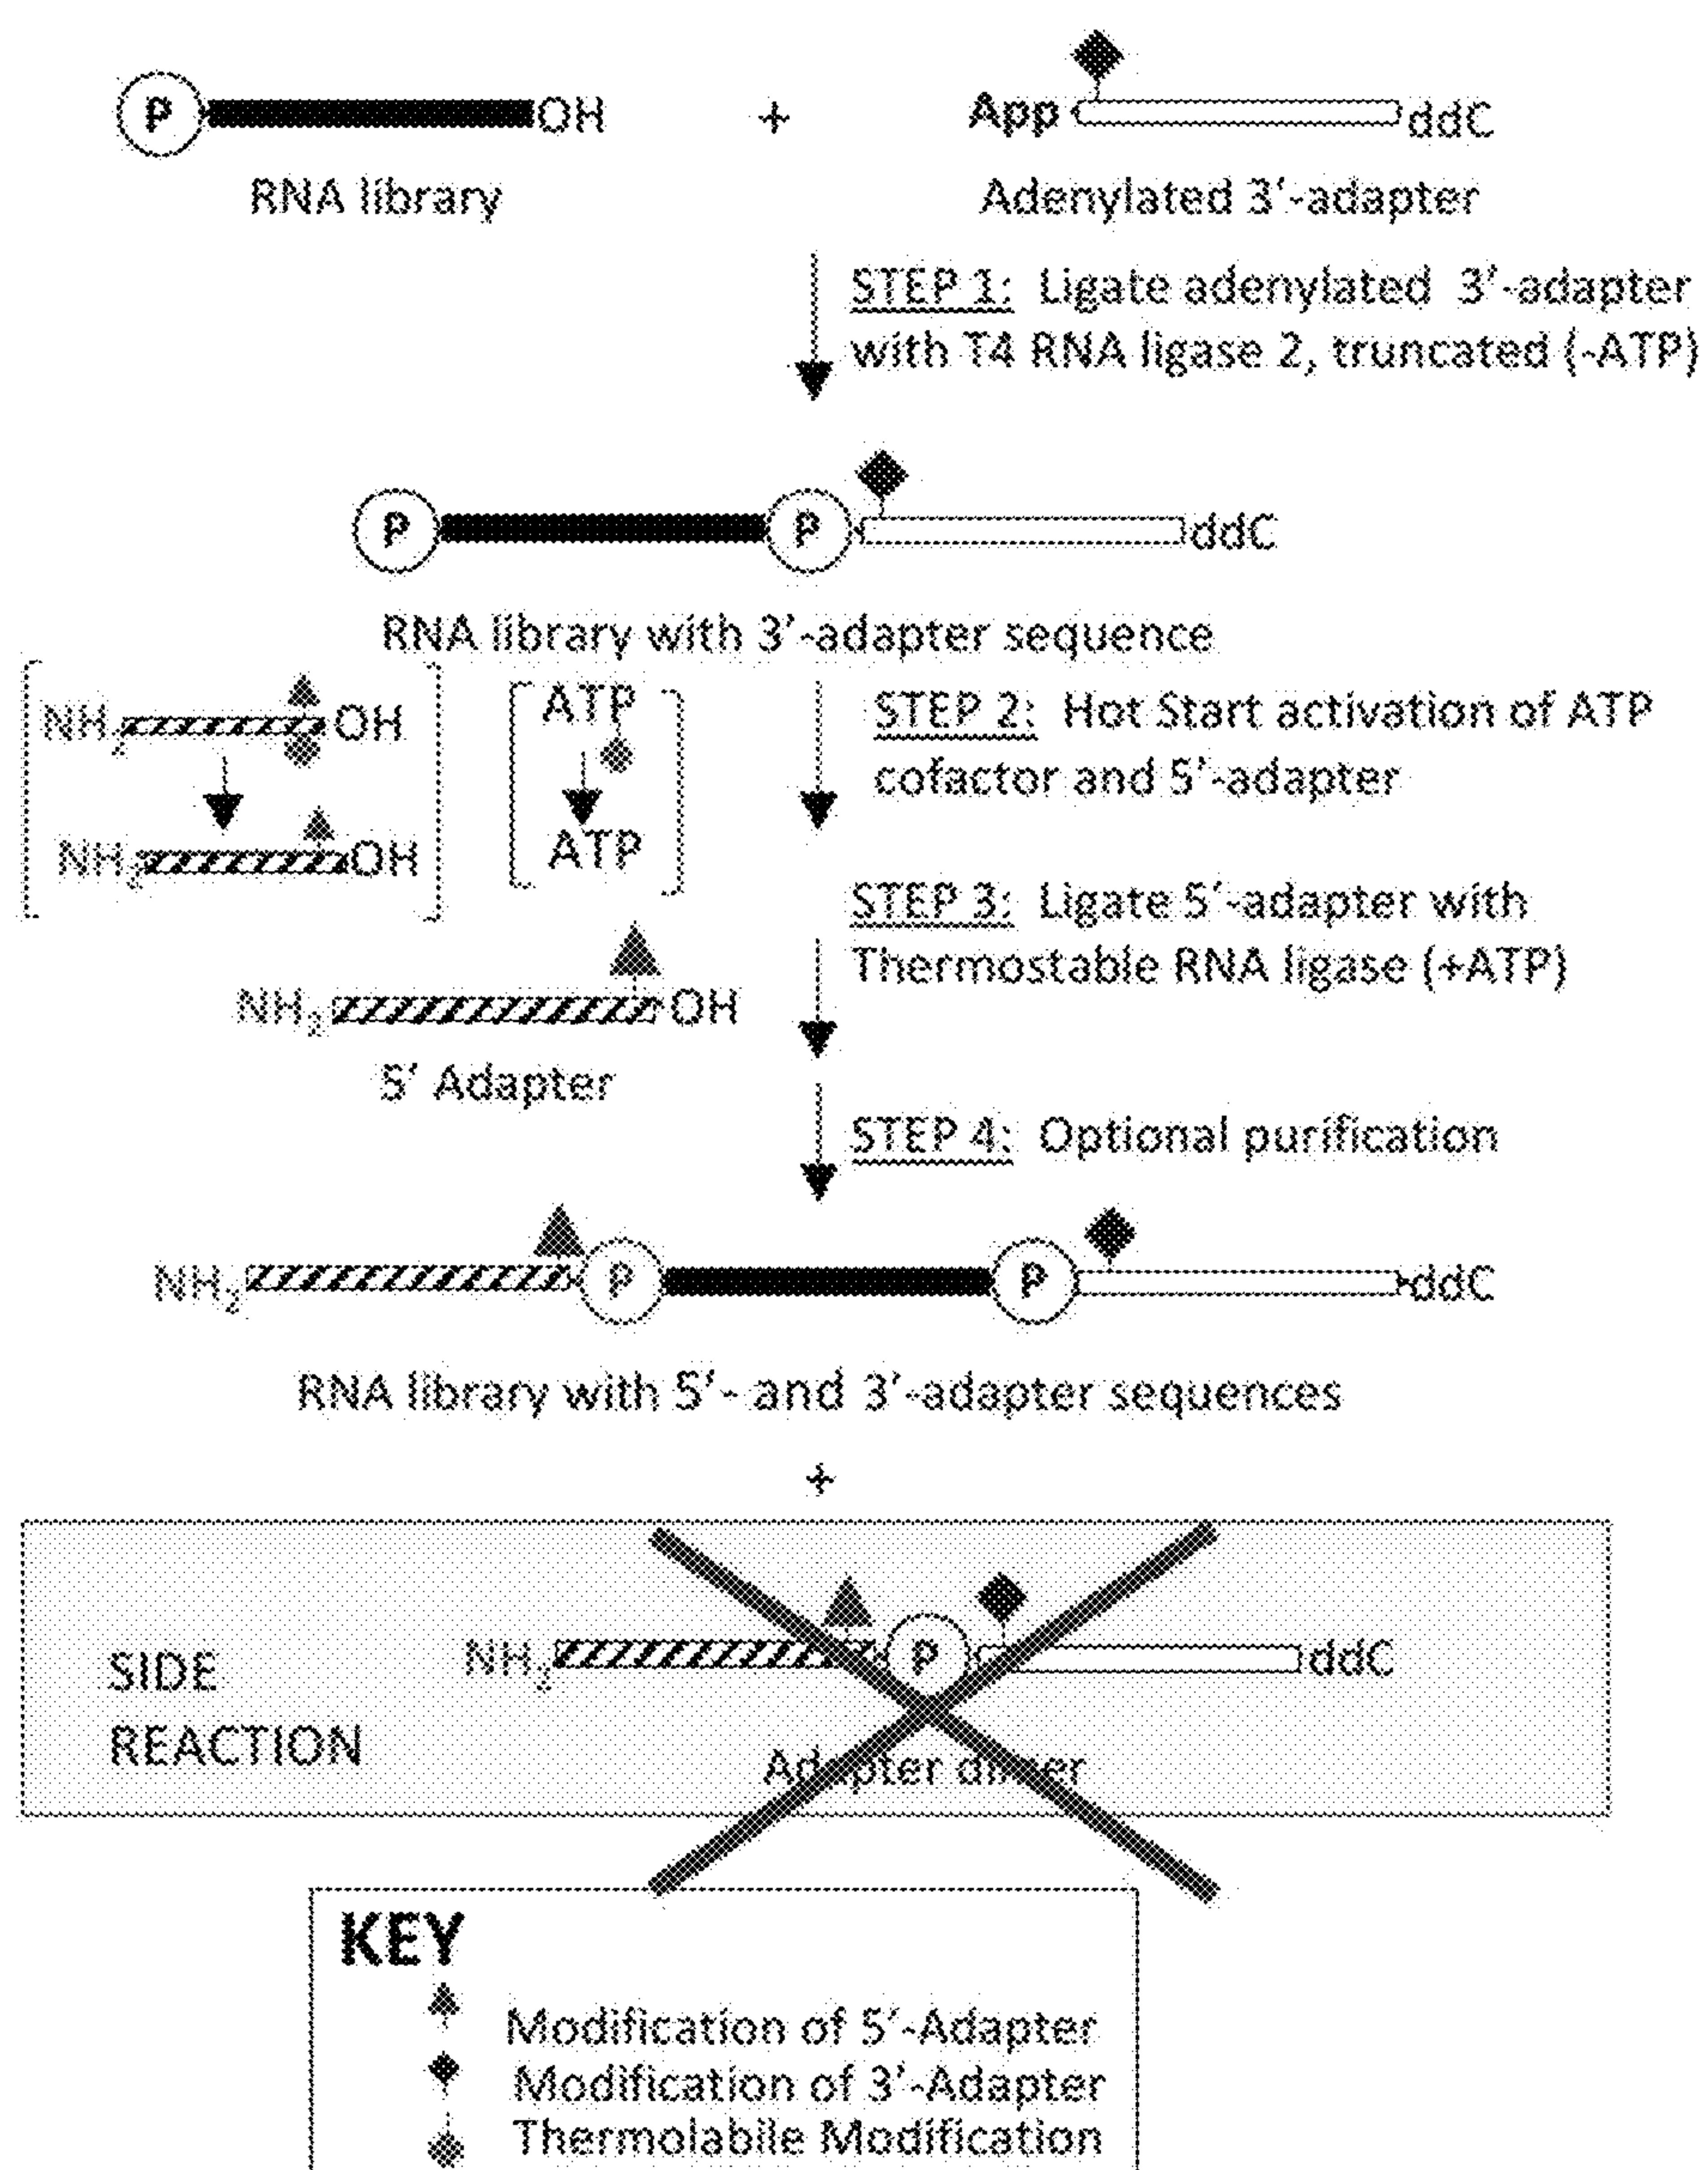 P OH + App ddC
RNA library Adenylated 3'-adapter
STEP 1: Ligate adenylated 3'-adapter
with T4 RNA ligase 2, truncated (-ATP)
P P ddC
RNA library with 3'-adapter sequence
NH2 OH
ATP
STEP 2: Hot Start activation of ATP
cofactor and 5'-adapter
NH2 OH
ATP
STEP 3: Ligate 5'-adapter with
Thermostable RNA ligase (+ATP)
NH2 OH
5' Adapter
STEP 4: Optional purification
NH2 P P ddC
RNA library with 5'- and 3'-adapter sequences
+
SIDE
REACTION
NH2 P ddC
Adapter dimer
KEY
Modification of 5'-Adapter
Modification of 3'-Adapter
Thermolabile Modification